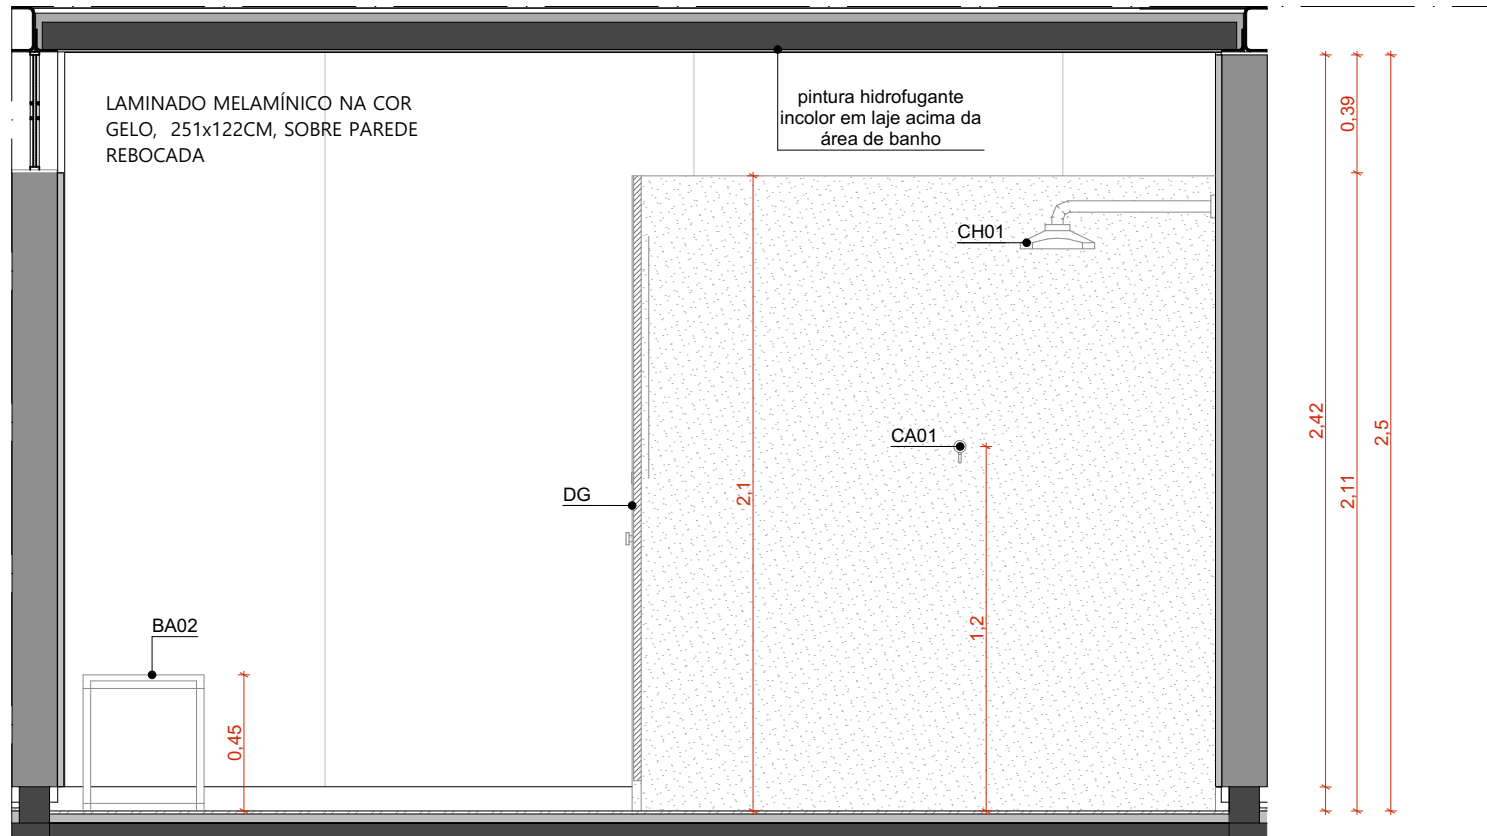 LAMINADO MELAMÍNICO NA COR
GELO, 251x122CM, SOBRE PAREDE
REBOCADA
pintura hidrofugante
incolor em laje acima da
área de banho
0,39
CH01
2,42
2,5
CA01
2,1
2,11
DG
1,2
BA02
0,45